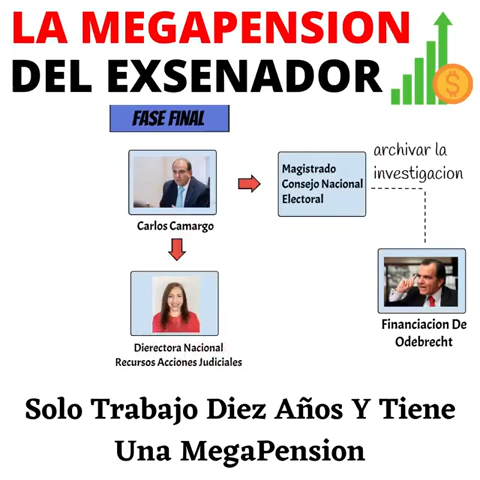 LA MEGAPENSION
DEL EXSENADOR
$
FASE FINAL
archivar la
investigacion
Magistrado
Consejo Nacional
Electoral
Carlos Camargo
Dierectora Nacional
Recursos Acciones Judiciales
Financiacion De
Odebrecht
Solo Trabajo Diez Años Y Tiene
Una MegaPension